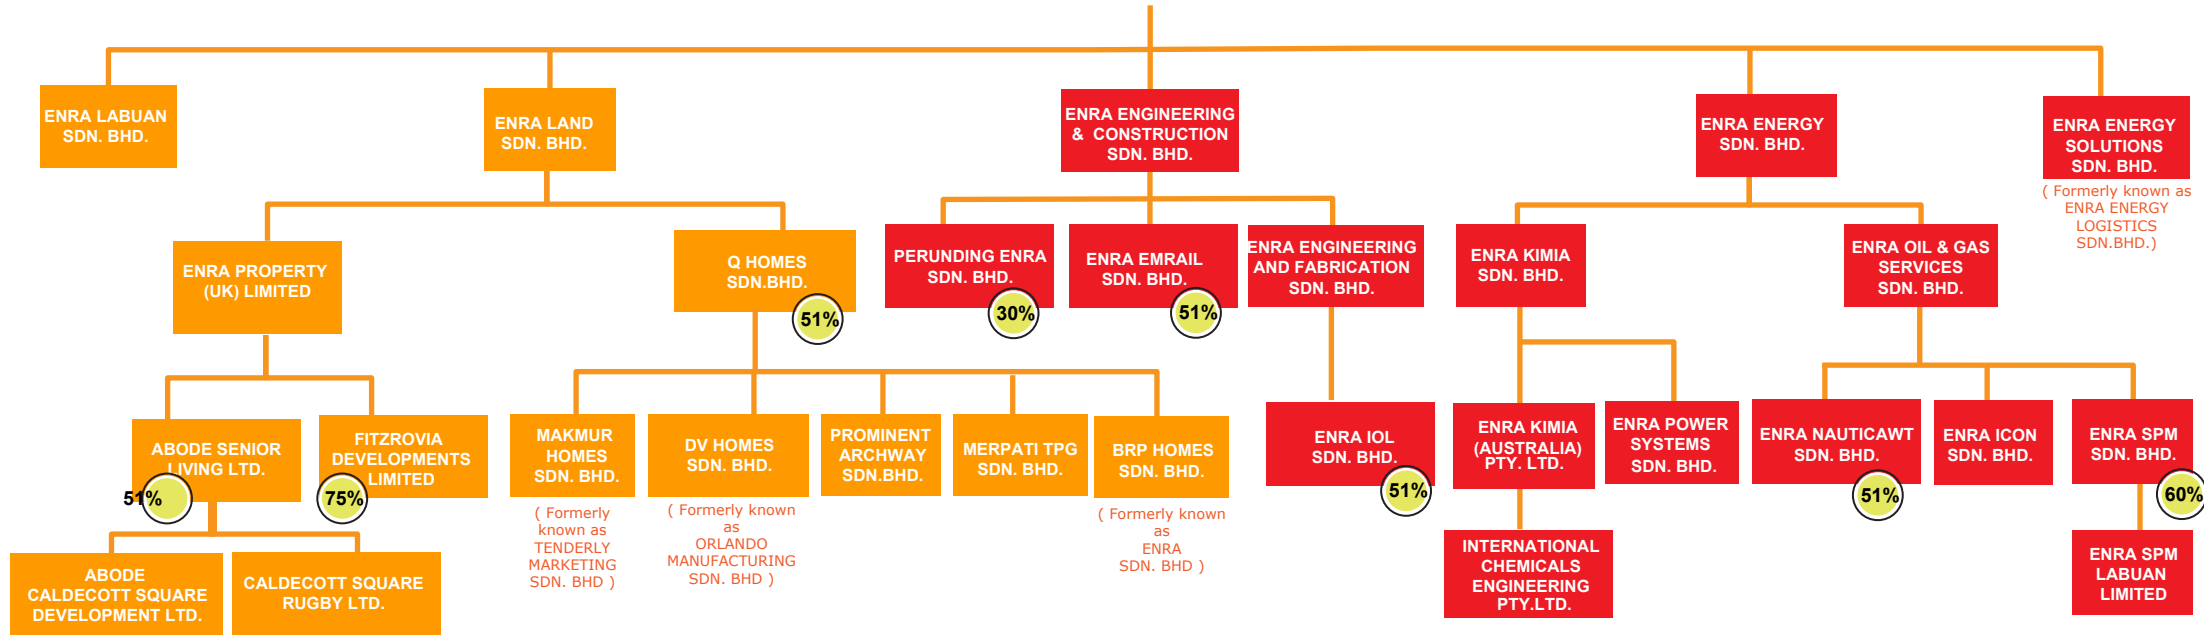 ENRA LABUAN
SDN. BHD.
ENRA LAND
SDN. BHD.
ENRA ENGINEERING
& CONSTRUCTION
SDN. BHD.
ENRA ENERGY
SDN. BHD.
ENRA ENERGY
SOLUTIONS
SDN. BHD.
( Formerly known as
ENRA ENERGY
LOGISTICS
SDN.BHD.)
ENRA PROPERTY
(UK) LIMITED
Q HOMES
SDN.BHD.
51%
PERUNDING ENRA
SDN. BHD.
30%
ENRA EMRAIL
SDN. BHD.
51%
ENRA ENGINEERING
AND FABRICATION
SDN. BHD.
ENRA KIMIA
SDN. BHD.
ENRA OIL & GAS
SERVICES
SDN. BHD.
ABODE SENIOR
LIVING LTD.
51%
FITZROVIA
DEVELOPMENTS
LIMITED
75%
MAKMUR
HOMES
SDN. BHD.
( Formerly
known as
TENDERLY
MARKETING
SDN. BHD )
DV HOMES
SDN. BHD.
( Formerly known
as
ORLANDO
MANUFACTURING
SDN. BHD )
PROMINENT
ARCHWAY
SDN.BHD.
MERPATI TPG
SDN. BHD.
BRP HOMES
SDN. BHD.
( Formerly known
as
ENRA
SDN. BHD )
ENRA IOL
SDN. BHD.
51%
ENRA KIMIA
(AUSTRALIA)
PTY. LTD.
ENRA POWER
SYSTEMS
SDN. BHD.
ENRA NAUTICAWT
SDN. BHD.
51%
ENRA ICON
SDN. BHD.
ENRA SPM
SDN. BHD.
60%
ABODE
CALDECOTT SQUARE
DEVELOPMENT LTD.
CALDECOTT SQUARE
RUGBY LTD.
INTERNATIONAL
CHEMICALS
ENGINEERING
PTY.LTD.
ENRA SPM
LABUAN
LIMITED